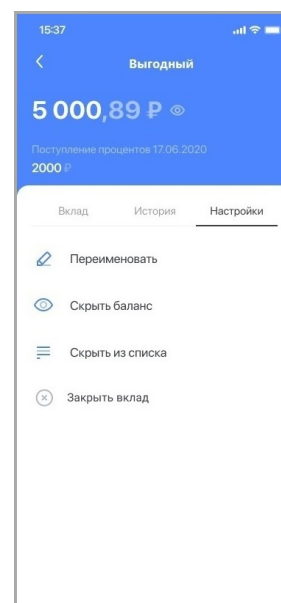 15:37
Выгодный
5 000,89 ₽
Поступление процентов 17.06.2020
2000 ₽
Вклад История Настройки
Переименовать
Скрыть баланс
Скрыть из списка
Закрыть вклад